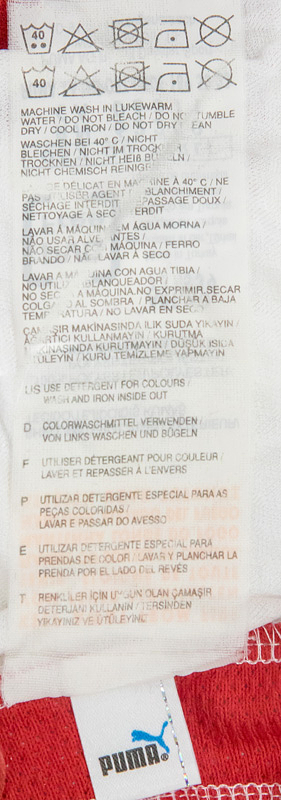 40
40
MACHINE WASH IN LUKEWARM
WATER / DO NOT BLEACH / DO NOT TUMBLE
DRY / COOL IRON / DO NOT DRY CLEAN
WASCHEN BEI 40° C / NICHT
BLEICHEN / NICHT IM TROCKNER
TROCKNEN / NICHT HEIß BÜGELN /
NICHT CHEMISCH REINIGEN
DÉLICAT EN MACHINE À 40° C / NE
PAS UTILISER AGENT BLANCHIMENT /
SÉCHAGE INTERDIT REPASSAGE DOUX /
NETTOYAGE À SEC INTERDIT
LAVAR À MÁQUINA EM ÁGUA MORNA /
NÃO USAR ALVEJANTES /
NÃO SECAR COM MÁQUINA / FERRO
BRANDO / NÃO LAVAR À SECO
LAVAR A MÁQUINA CON AGUA TIBIA /
NO UTILIZAR BLANQUEADOR /
NO SECAR A MÁQUINA.NO EXPRIMIR.SECAR
COLGADO AL SOMBRA / PLANCHAR A BAJA
TEMPERATURA / NO LAVAR EN SECO
ÇAMAŞIR MAKİNASINDA ILIK SUDA YIKAYIN /
AĞARTICI KULLANMAYIN / KURUTMA
MAKİNASINDA KURUTMAYIN / DÜŞÜK ISIDA
ÜTÜLEYİN / KURU TEMİZLEME YAPMAYIN
US USE DETERGENT FOR COLOURS /
WASH AND IRON INSIDE OUT
D COLORWASCHMITTEL VERWENDEN /
VON LINKS WASCHEN UND BÜGELN
F UTILISER DÉTERGEANT POUR COULEUR /
LAVER ET REPASSER À L'ENVERS
P UTILIZAR DETERGENTE ESPECIAL PARA AS
PEÇAS COLORIDAS /
LAVAR E PASSAR DO AVESSO
E UTILIZAR DETERGENTE ESPECIAL PARA
PRENDAS DE COLOR / LAVAR Y PLANCHAR LA
PRENDA POR EL LADO DEL REVÉS
T RENKLİLER İÇİN UYGUN OLAN ÇAMAŞIR
DETERJANI KULLANIN / TERSİNDEN
YIKAYINIZ VE ÜTÜLEYİNİZ
PUMA®